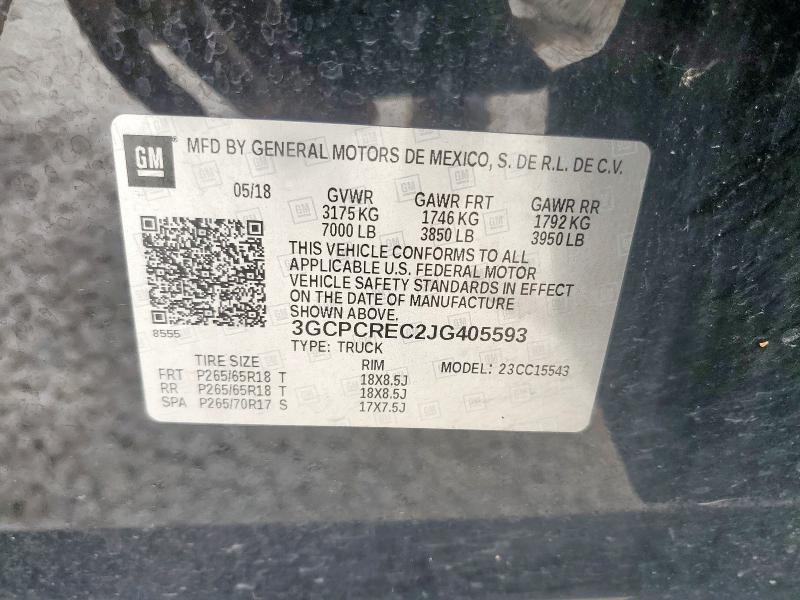 GM MFD BY GENERAL MOTORS DE MEXICO, S. DE R.L. DE C.V.
05/18 GVWR GAWR FRT GAWR RR
3175 KG 1746 KG 1792 KG
7000 LB 3850 LB 3950 LB
THIS VEHICLE CONFORMS TO ALL
APPLICABLE U.S. FEDERAL MOTOR
VEHICLE SAFETY STANDARDS IN EFFECT
ON THE DATE OF MANUFACTURE
SHOWN ABOVE.
8555 3GCPCREC2JG405593
TYPE: TRUCK
TIRE SIZE RIM MODEL: 23CC15543
FRT P265/65R18 T 18X8.5J
RR P265/65R18 T 18X8.5J
SPA P265/70R17 S 17X7.5J